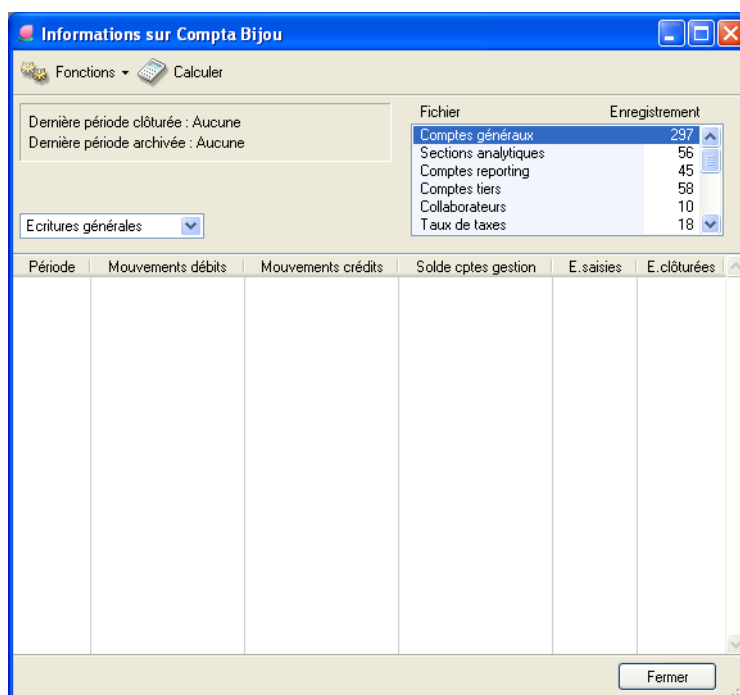 Informations sur Compta Bijou
Fonctions Calculer
Dernière période clôturée : Aucune
Dernière période archivée : Aucune
Fichier Enregistrement
Comptes généraux 297
Sections analytiques 56
Comptes reporting 45
Comptes tiers 58
Collaborateurs 10
Taux de taxes 18
Ecritures générales
Période Mouvements débits Mouvements crédits Solde cptes gestion E.saisies E.clôturées
Fermer